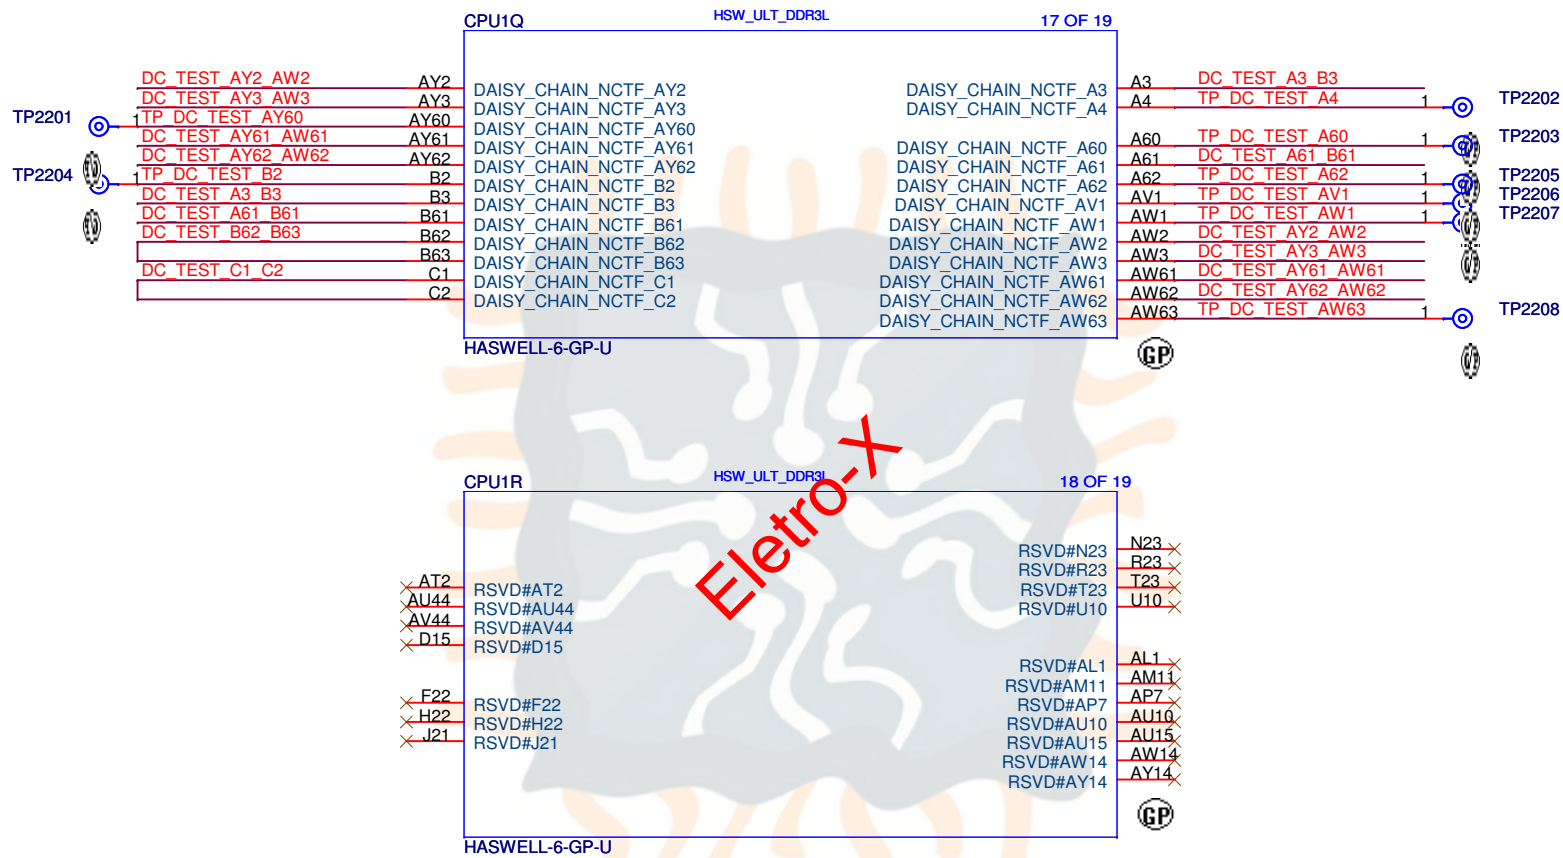 CPU1Q
HSW_ULT_DDR3L
17 OF 19
DC_TEST_AY2_AW2
AY2
DAISY_CHAIN_NCTF_AY2
DC_TEST_AY3_AW3
AY3
DAISY_CHAIN_NCTF_AY3
TP2201
1
TP_DC_TEST_AY60
AY60
DAISY_CHAIN_NCTF_AY60
DC_TEST_AY61_AW61
AY61
DAISY_CHAIN_NCTF_AY61
DC_TEST_AY62_AW62
AY62
DAISY_CHAIN_NCTF_AY62
TP2204
1
TP_DC_TEST_B2
B2
DAISY_CHAIN_NCTF_B2
DC_TEST_A3_B3
B3
DAISY_CHAIN_NCTF_B3
DC_TEST_A61_B61
B61
DAISY_CHAIN_NCTF_B61
DC_TEST_B62_B63
B62
DAISY_CHAIN_NCTF_B62
B63
DAISY_CHAIN_NCTF_B63
DC_TEST_C1_C2
C1
DAISY_CHAIN_NCTF_C1
C2
DAISY_CHAIN_NCTF_C2
DAISY_CHAIN_NCTF_A3
A3
DC_TEST_A3_B3
DAISY_CHAIN_NCTF_A4
A4
TP_DC_TEST_A4
1
TP2202
DAISY_CHAIN_NCTF_A60
A60
TP_DC_TEST_A60
1
TP2203
DAISY_CHAIN_NCTF_A61
A61
DC_TEST_A61_B61
DAISY_CHAIN_NCTF_A62
A62
TP_DC_TEST_A62
1
TP2205
DAISY_CHAIN_NCTF_AV1
AV1
TP_DC_TEST_AV1
1
TP2206
DAISY_CHAIN_NCTF_AW1
AW1
TP_DC_TEST_AW1
1
TP2207
DAISY_CHAIN_NCTF_AW2
AW2
DC_TEST_AY2_AW2
DAISY_CHAIN_NCTF_AW3
AW3
DC_TEST_AY3_AW3
DAISY_CHAIN_NCTF_AW61
AW61
DC_TEST_AY61_AW61
DAISY_CHAIN_NCTF_AW62
AW62
DC_TEST_AY62_AW62
DAISY_CHAIN_NCTF_AW63
AW63
TP_DC_TEST_AW63
1
TP2208
HASWELL-6-GP-U
GP
Eletro-X
CPU1R
HSW_ULT_DDR3L
18 OF 19
AT2
RSVD#AT2
AU44
RSVD#AU44
AV44
RSVD#AV44
D15
RSVD#D15
F22
RSVD#F22
H22
RSVD#H22
J21
RSVD#J21
RSVD#N23
N23
RSVD#R23
R23
RSVD#T23
T23
RSVD#U10
U10
RSVD#AL1
AL1
RSVD#AM11
AM11
RSVD#AP7
AP7
RSVD#AU10
AU10
RSVD#AU15
AU15
RSVD#AW14
AW14
RSVD#AY14
AY14
GP
HASWELL-6-GP-U